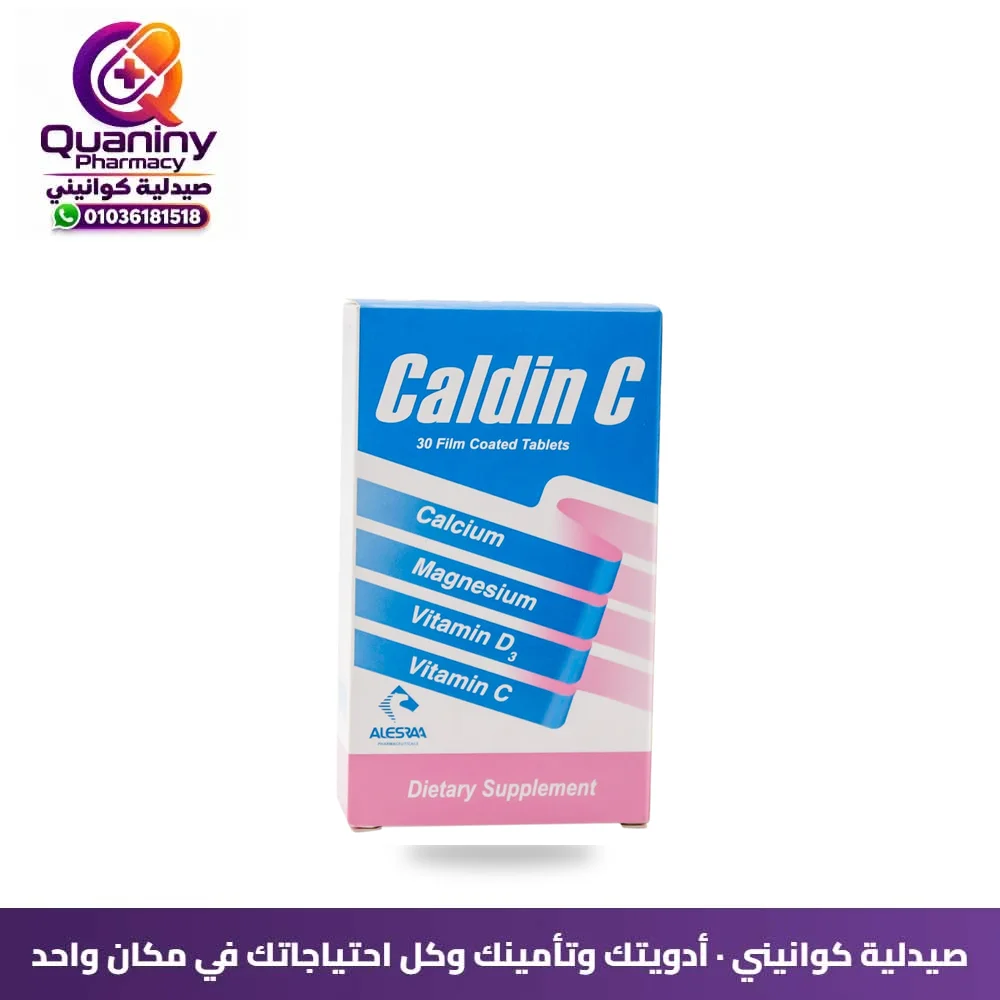 Quaniny
Pharmacy
صيدلية كوانيني
01036181518
Caldin C
30 Film Coated Tablets
Calcium
Magnesium
Vitamin D3
Vitamin C
ALESRAA
PHARMACEUTICALS
Dietary Supplement
صيدلية كوانيني · أدويتك وتأمينك وكل احتياجاتك في مكان واحد